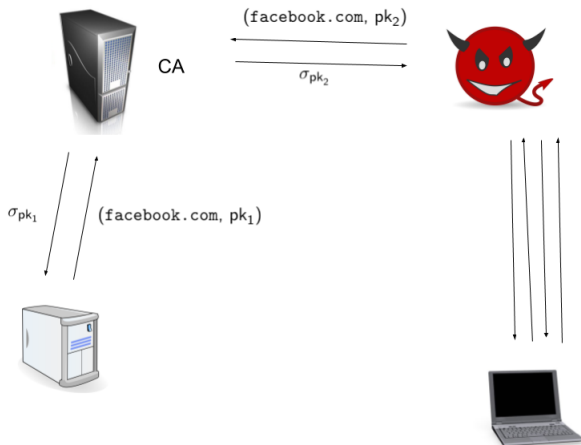 (facebook.com, pk₂)
CA
σpk₂
σpk₁
(facebook.com, pk₁)